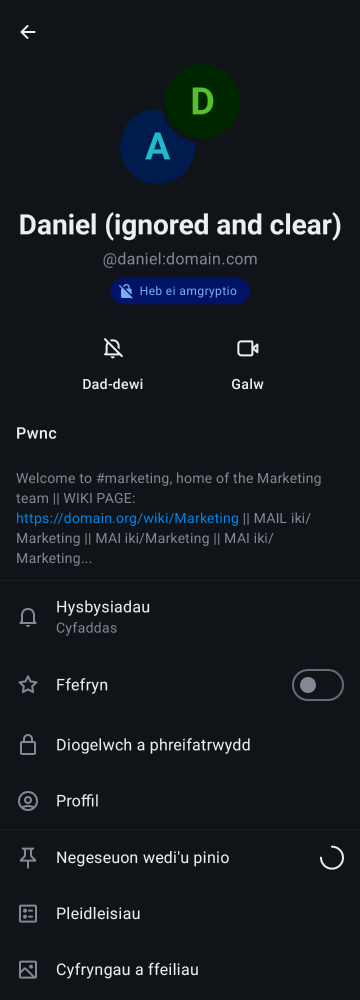 D
A
Daniel (ignored and clear)
@daniel:domain.com
Heb ei amgryptio
Dad-dewi
Galw
Pwnc
Welcome to #marketing, home of the Marketing
team || WIKI PAGE:
https://domain.org/wiki/Marketing || MAIL iki/
Marketing || MAI iki/Marketing || MAI iki/
Marketing...
Hysbysiadau
Cyfaddas
Ffefryn
Diogelwch a phreifatrwydd
Proffil
Negeseuon wedi'u pinio
Pleidleisiau
Cyfryngau a ffeiliau